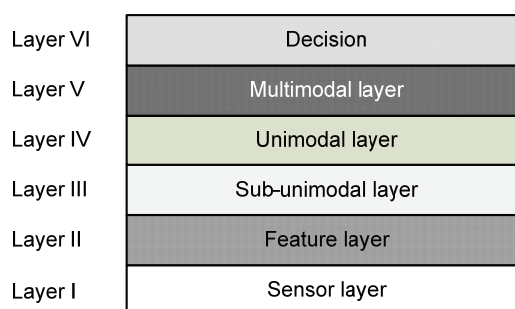 Layer VI Decision
Layer V Multimodal layer
Layer IV Unimodal layer
Layer III Sub-unimodal layer
Layer II Feature layer
Layer I Sensor layer